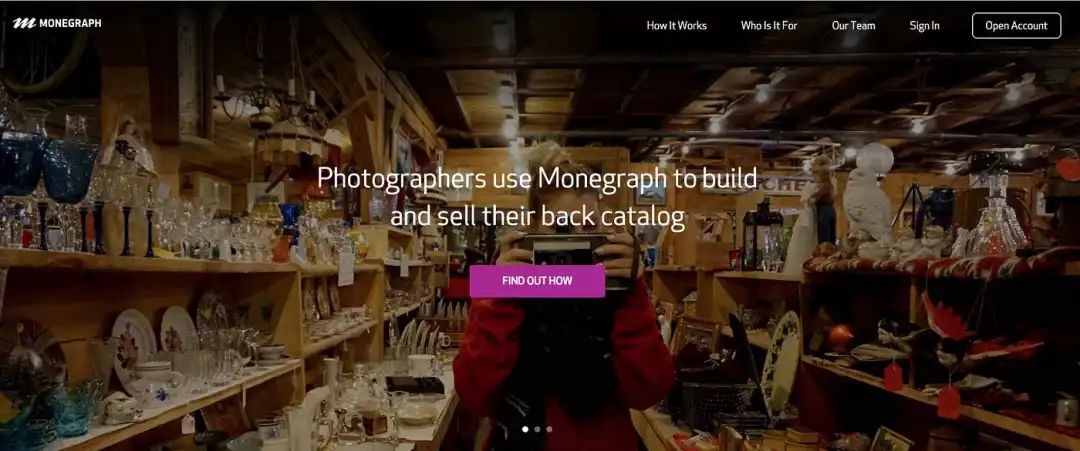 MONEGRAPH
How It Works
Who Is It For
Our Team
Sign In
Open Account
Photographers use Monegraph to build
and sell their back catalog
FIND OUT HOW